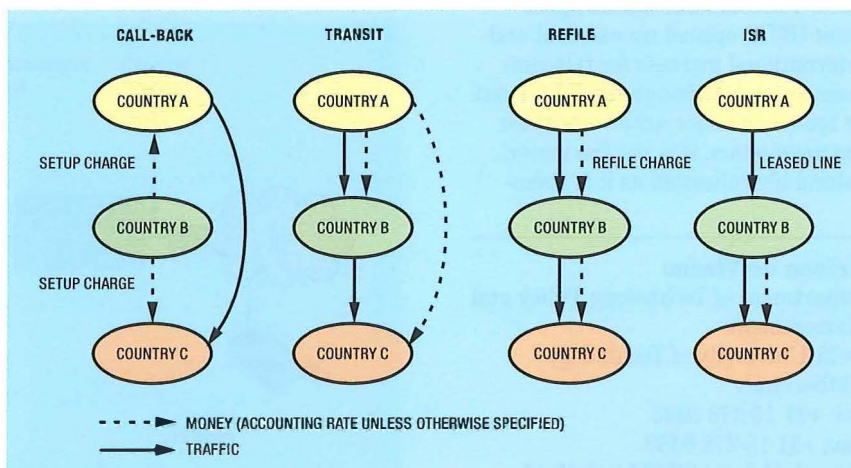 CALL-BACK TRANSIT REFILE ISR
COUNTRY A COUNTRY A COUNTRY A COUNTRY A
SETUP CHARGE REFILE CHARGE LEASED LINE
COUNTRY B COUNTRY B COUNTRY B COUNTRY B
SETUP CHARGE
COUNTRY C COUNTRY C COUNTRY C COUNTRY C
MONEY (ACCOUNTING RATE UNLESS OTHERWISE SPECIFIED)
TRAFFIC